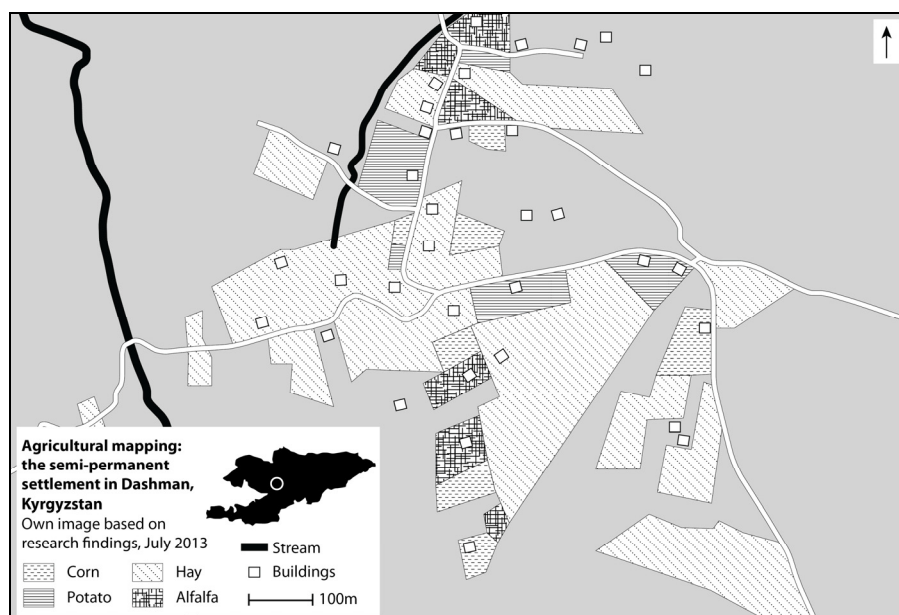 Agricultural mapping:
the semi-permanent
settlement in Dashman,
Kyrgyzstan
Own image based on
research findings, July 2013
Stream
Corn
Hay
Buildings
Potato
Alfalfa
100m